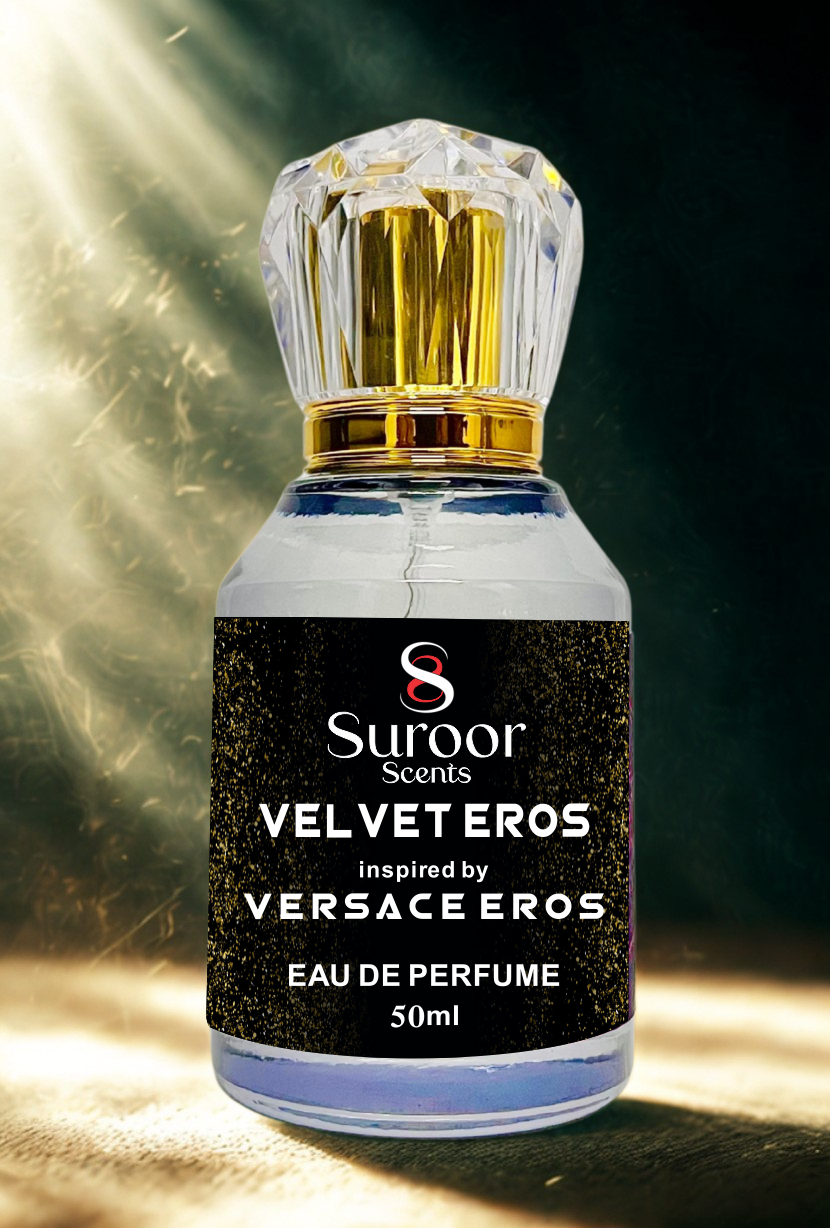 Suroor
Scents
VELVET EROS
inspired by
VERSACE EROS
EAU DE PERFUME
50ml